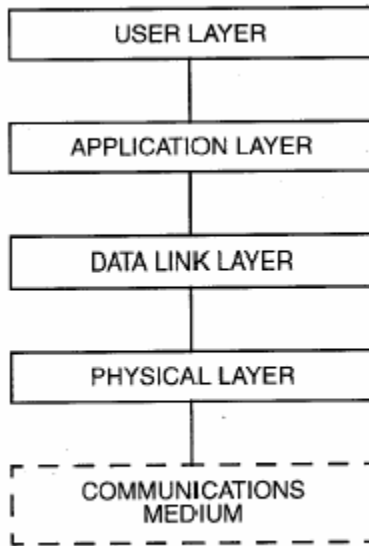 USER LAYER
APPLICATION LAYER
DATA LINK LAYER
PHYSICAL LAYER
COMMUNICATIONS
MEDIUM